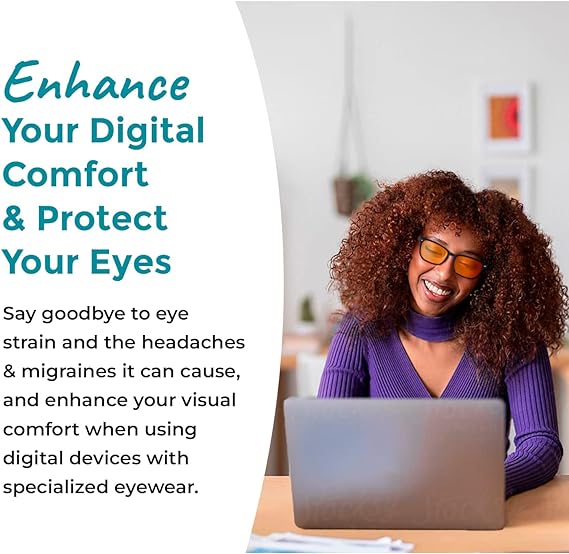 Enhance
Your Digital
Comfort
& Protect
Your Eyes
Say goodbye to eye
strain and the headaches
& migraines it can cause,
and enhance your visual
comfort when using
digital devices with
specialized eyewear.